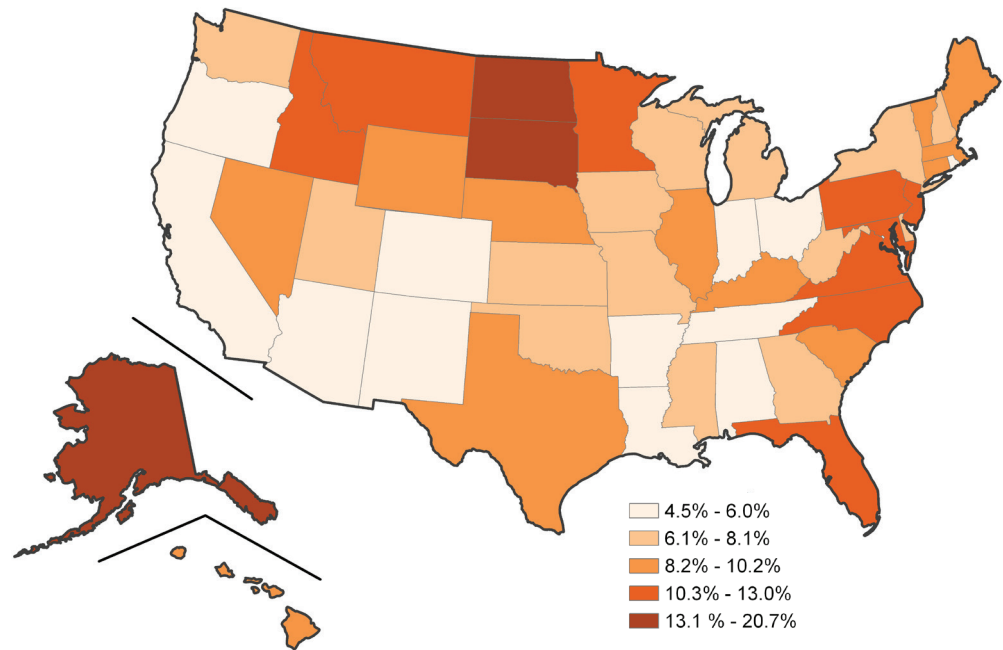 4.5% - 6.0%
6.1% - 8.1%
8.2% - 10.2%
10.3% - 13.0%
13.1 % - 20.7%